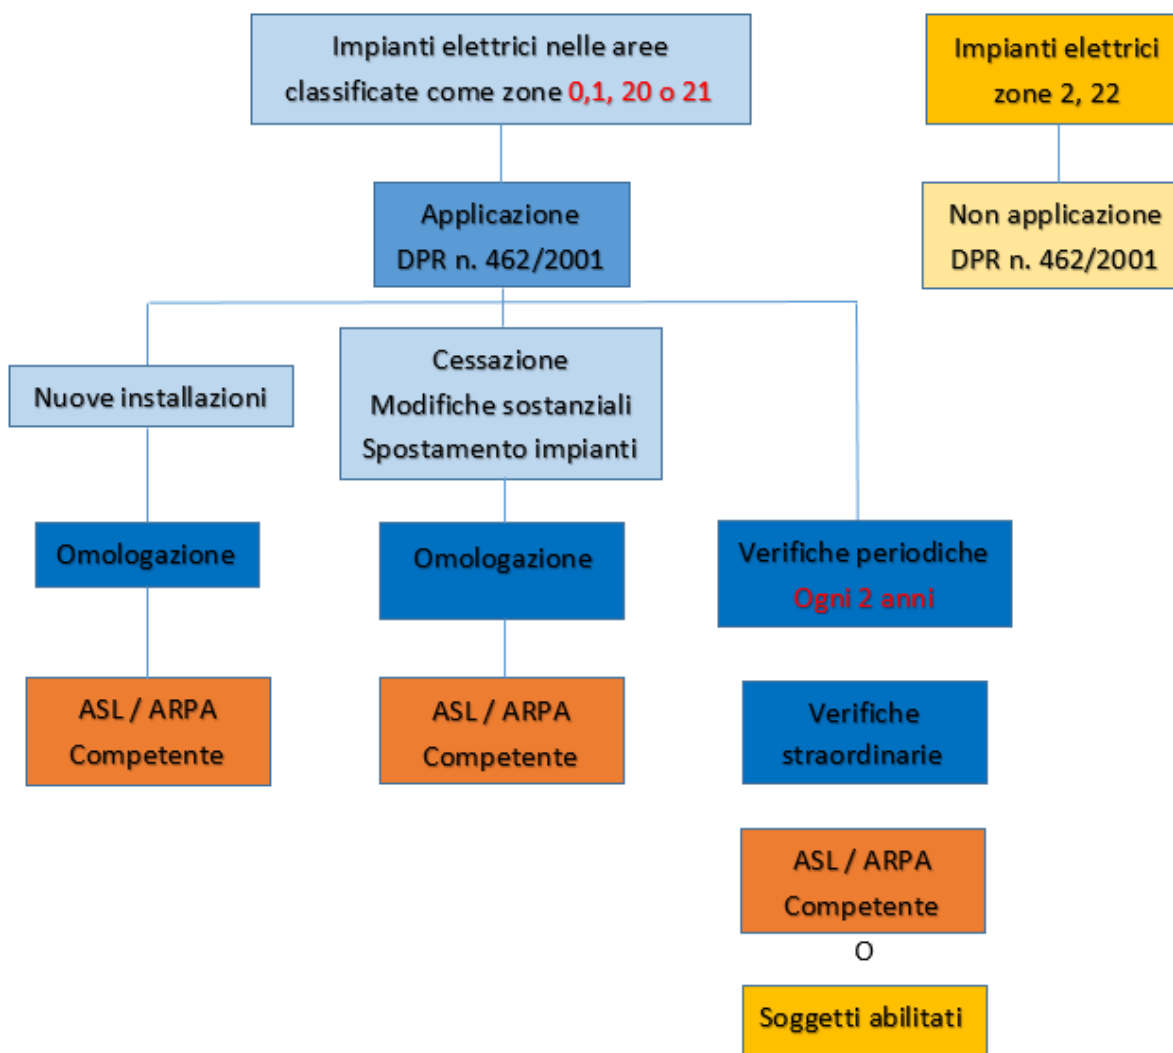 Impianti elettrici nelle aree
classificate come zone 0,1, 20 o 21
Impianti elettrici
zone 2, 22
Applicazione
DPR n. 462/2001
Non applicazione
DPR n. 462/2001
Nuove installazioni
Cessazione
Modifiche sostanziali
Spostamento impianti
Omologazione
Omologazione
Verifiche periodiche
Ogni 2 anni
ASL / ARPA
Competente
ASL / ARPA
Competente
Verifiche
straordinarie
ASL / ARPA
Competente
O
Soggetti abilitati